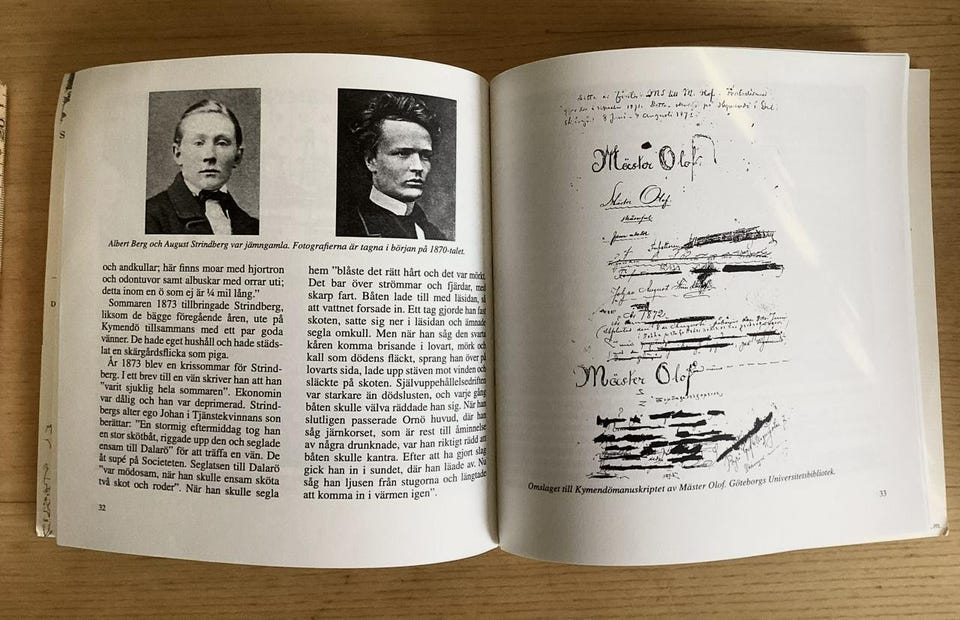 Albert Berg och August Strindberg var jämngamla. Fotografierna är tagna i början på 1870-talet.
och andkullar; här finns moar med hjortron
och odontuvor samt albuskar med orrar uti;
detta inom en ö som ej är ¼ mil lång."
Sommaren 1873 tillbringade Strindberg,
liksom de bägge föregående åren, ute på
Kymendö tillsammans med ett par goda
vänner. De hade eget hushåll och hade städs-
lat en skärgårdsflicka som piga.
År 1873 blev en krissommar för Strind-
berg. I ett brev till en vän skriver han att han
"varit sjuklig hela sommaren". Ekonomin
var dålig och han var deprimerad. Strind-
bergs alter ego Johan i Tjänstekvinnans son
berättar: "En stormig eftermiddag tog han
en stor skötbåt, riggade upp den och seglade
ensam till Dalarö" för att träffa en vän. De
åt supé på Societeten. Seglatsen till Dalarö
"var mödosam, när han skulle ensam sköta
två skot och roder". När han skulle segla
32
hem "blåste det rätt hårt och det var mörkt.
Det bar över strömmar och fjärdar, med
skarp fart. Båten lade till med läsidan, så
att vattnet forsade in. Ett tag gjorde han fast
skoten, satte sig ner i läsidan och ämnade
segla omkull. Men när han såg den svarta
kåren komma brisande i lovart, mörk och
kall som dödens fläckt, sprang han över på
lovarts sida, lade upp stäven mot vinden och
släckte på skoten. Självuppehållelsedriften
var starkare än dödslusten, och varje gång
båten skulle välva räddade han sig. När han
slutligen passerade Ornö huvud, där han
såg järnkorset, som är rest till åminnelse
av några drunknade, var han riktigt rädd att
båten skulle kantra. Efter att ha gjort slag
gick han in i sundet, där han läade av. Nu
såg han ljusen från stugorna och längtade
att komma in i värmen igen".
Mäster Olof
Mäster Olof
Johan August
1872
Mäster Olof
Omslaget till Kymendömanuskriptet av Mäster Olof. Göteborgs Universitetsbibliotek.
33